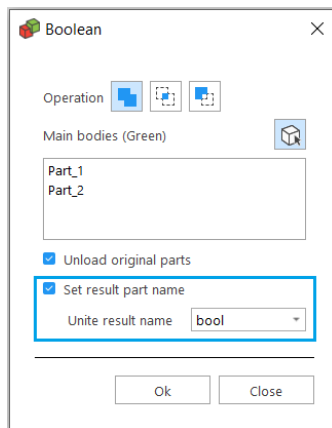 Boolean
Operation
Main bodies (Green)
Part_1
Part_2
Unload original parts
Set result part name
Unite result name bool
Ok Close